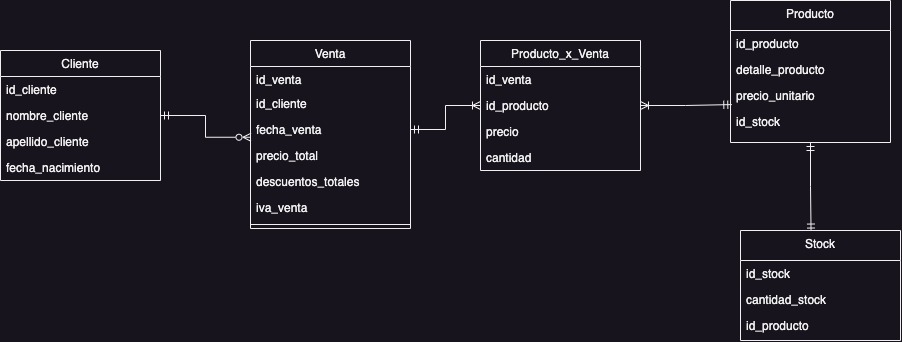 Cliente
id_cliente
nombre_cliente
apellido_cliente
fecha_nacimiento
Venta
id_venta
id_cliente
fecha_venta
precio_total
descuentos_totales
iva_venta
Producto_x_Venta
id_venta
id_producto
precio
cantidad
Producto
id_producto
detalle_producto
precio_unitario
id_stock
Stock
id_stock
cantidad_stock
id_producto